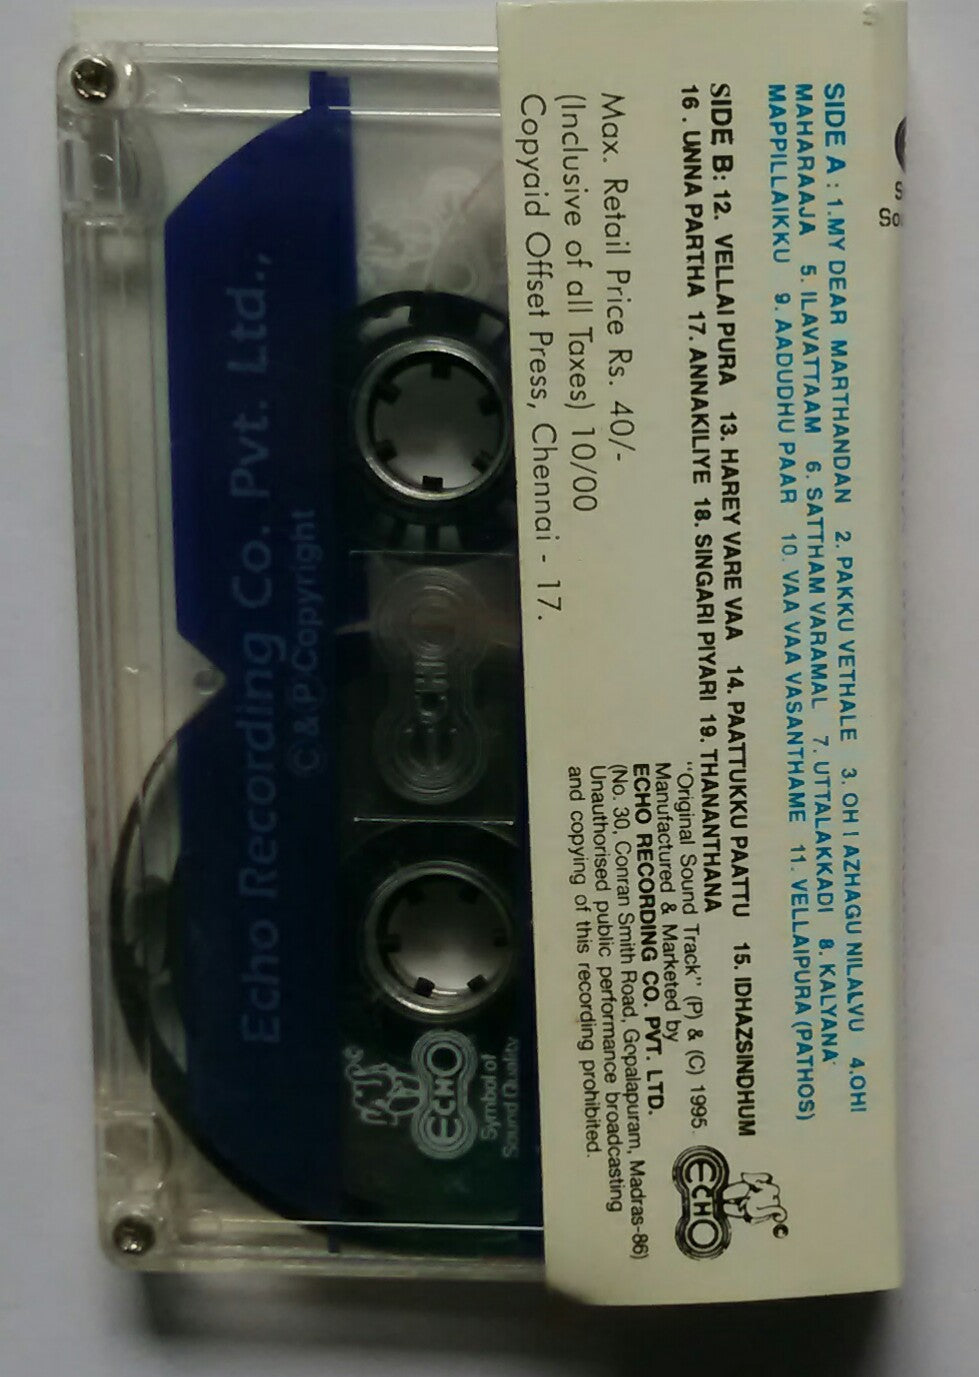 SIDE A : 1.MY DEAR MARTHANDAN 2. PAKKU VETHALE 3. OH ! AZHAGU NILALVU 4.OH!
MAHARAAJA 5. ILAVATTAAM 6. SATTHAM VARAMAL 7. UTTALAKKADI 8. KALYANA
MAPPILLAIKKU 9. AADUDHU PAAR 10. VAA VAA VASANTHAME 11. VELLAIPURA (PATHOS)
SIDE B: 12. VELLAI PURA 13. HAREY VARE VAA 14. PAATTUKKU PAATTU 15. IDHAZSINDHUM
16 . UNNA PARTHA 17. ANNAKILIYE 18. SINGARI PIYARI 19. THANANTHANA
"Original Sound Track" (P) & (C) 1995.
Manufactured & Marketed by
ECHO RECORDING CO. PVT. LTD.
(No. 30, Conran Smith Road, Gopalapuram, Madras-86)
Unauthorised public performance broadcasting
and copying of this recording prohibited.
ECHO
©
Max. Retail Price Rs. 40/-
(Inclusive of all Taxes) 10/00
Copyaid Offset Press, Chennai - 17.
ECHO
ECHO
Symbol of
Sound Quality
©&Pcopyright
Echo Recording Co. Pvt. Ltd.,